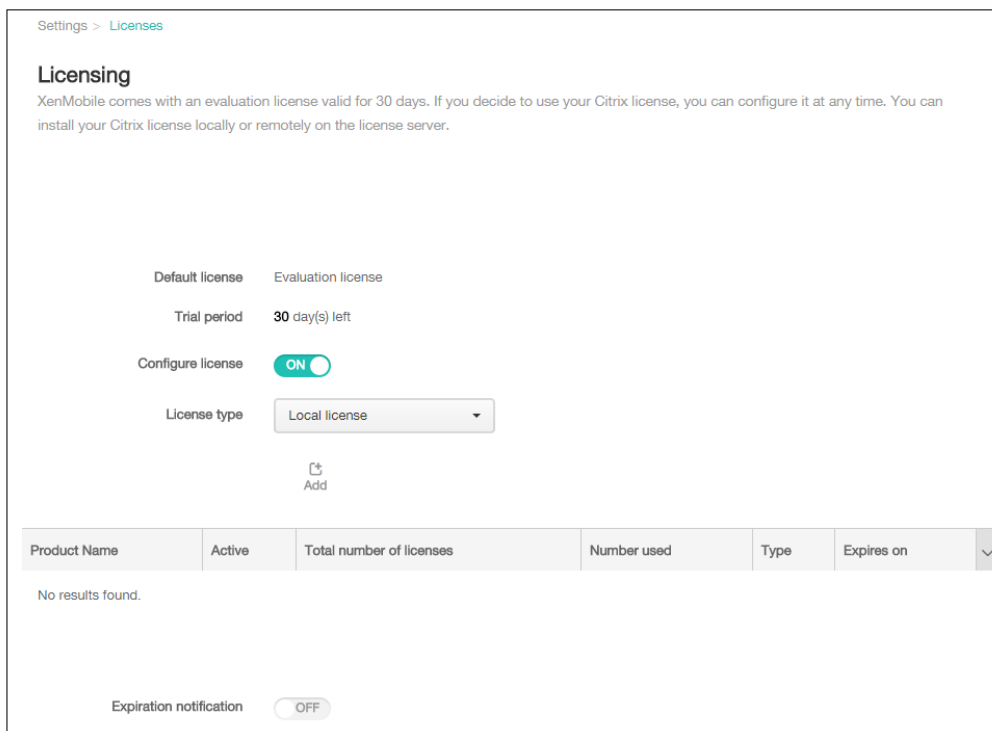 Settings > Licenses
Licensing
XenMobile comes with an evaluation license valid for 30 days. If you decide to use your Citrix license, you can configure it at any time. You can
install your Citrix license locally or remotely on the license server.
Default license Evaluation license
Trial period 30 day(s) left
Configure license ON
License type Local license
Add
Product Name Active Total number of licenses Number used Type Expires on
No results found.
Expiration notification OFF